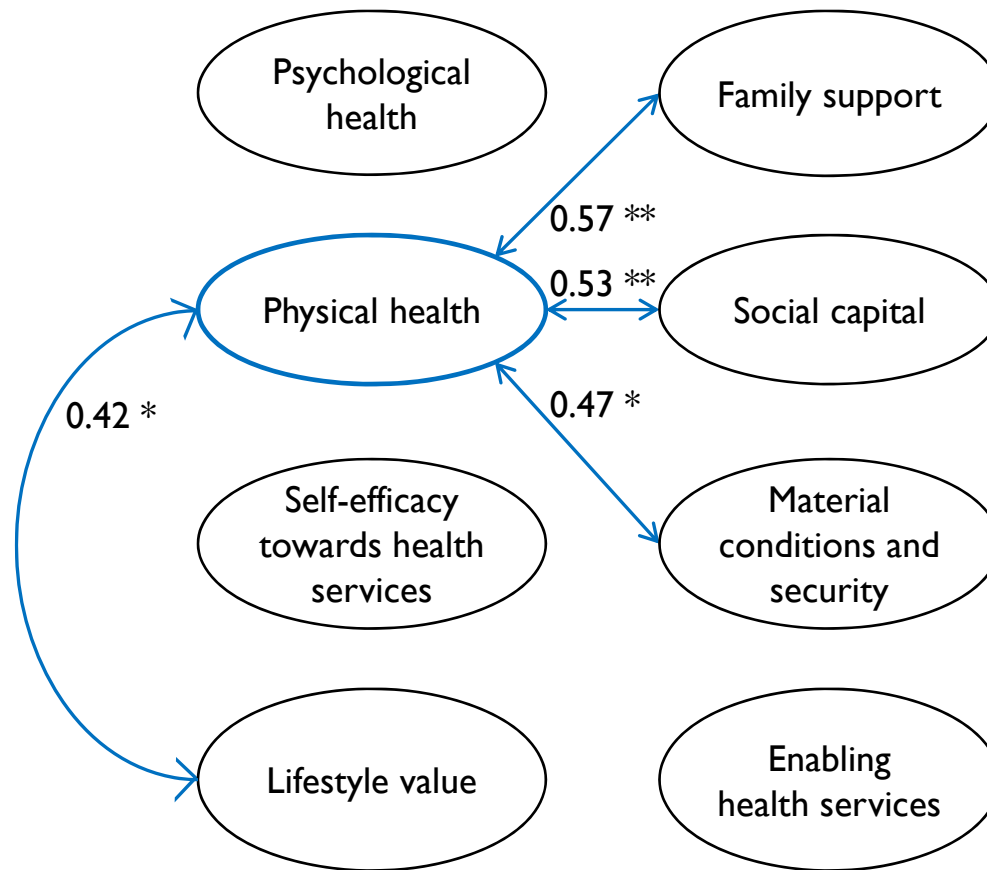 Psychological
health
Family support
0.57 **
0.53 **
Physical health
Social capital
0.42 *
0.47 *
Self-efficacy
towards health
services
Material
conditions and
security
Lifestyle value
Enabling
health services